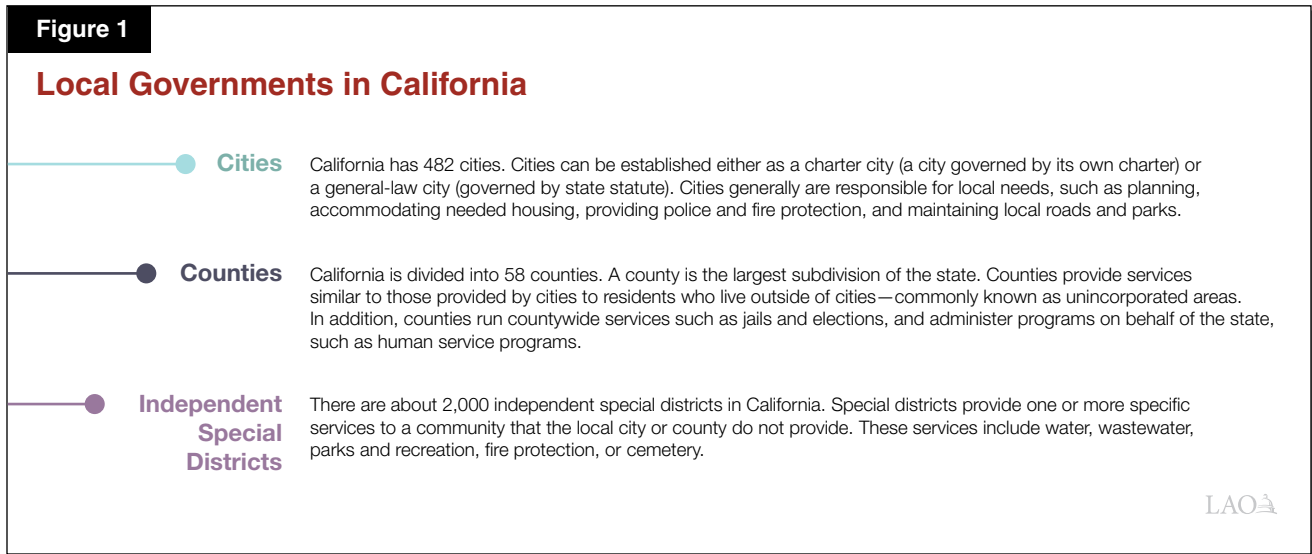 Figure 1
Local Governments in California
Cities
California has 482 cities. Cities can be established either as a charter city (a city governed by its own charter) or
a general-law city (governed by state statute). Cities generally are responsible for local needs, such as planning,
accommodating needed housing, providing police and fire protection, and maintaining local roads and parks.
Counties
California is divided into 58 counties. A county is the largest subdivision of the state. Counties provide services
similar to those provided by cities to residents who live outside of cities—commonly known as unincorporated areas.
In addition, counties run countywide services such as jails and elections, and administer programs on behalf of the state,
such as human service programs.
Independent
Special
Districts
There are about 2,000 independent special districts in California. Special districts provide one or more specific
services to a community that the local city or county do not provide. These services include water, wastewater,
parks and recreation, fire protection, or cemetery.
LAO